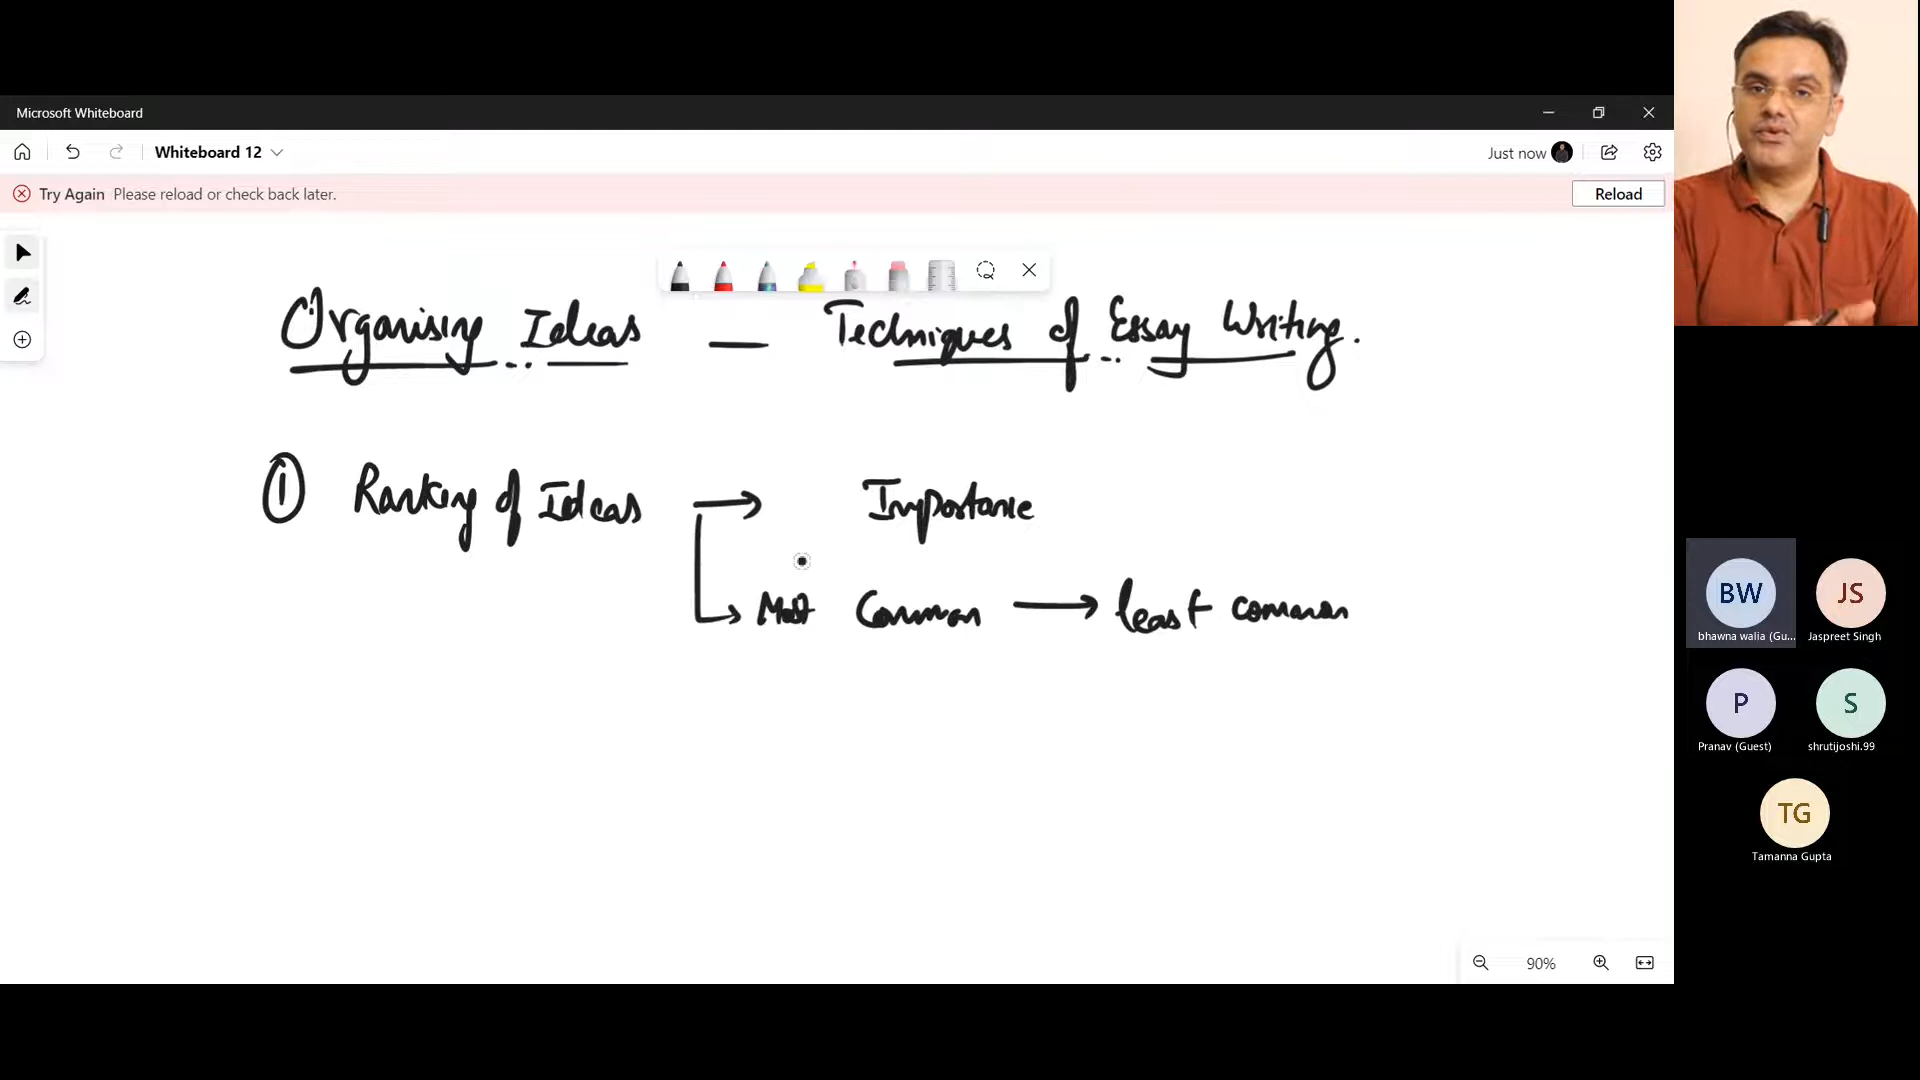 Microsoft Whiteboard
Whiteboard 12
Just now
Try Again Please reload or check back later.
Reload
Organising Ideas — Techniques of Essay Writing.
① Ranking of Ideas → Importance
↳ Most Common → least common
BW
JS
bhawna walia (Gu...
Jaspreet Singh
P
S
Pranav (Guest)
shrutijoshi.99
TG
Tamanna Gupta
90%